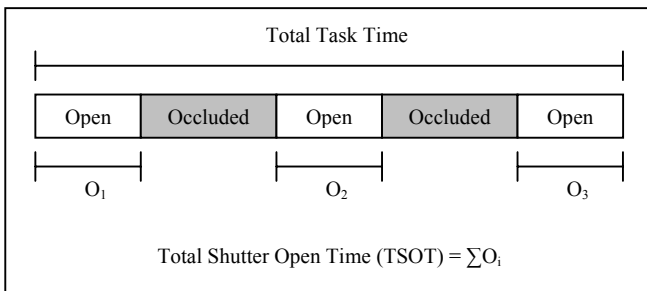 Total Task Time
Open Occluded Open Occluded Open
O₁ O₂ O₃
Total Shutter Open Time (TSOT) = ∑Oᵢ